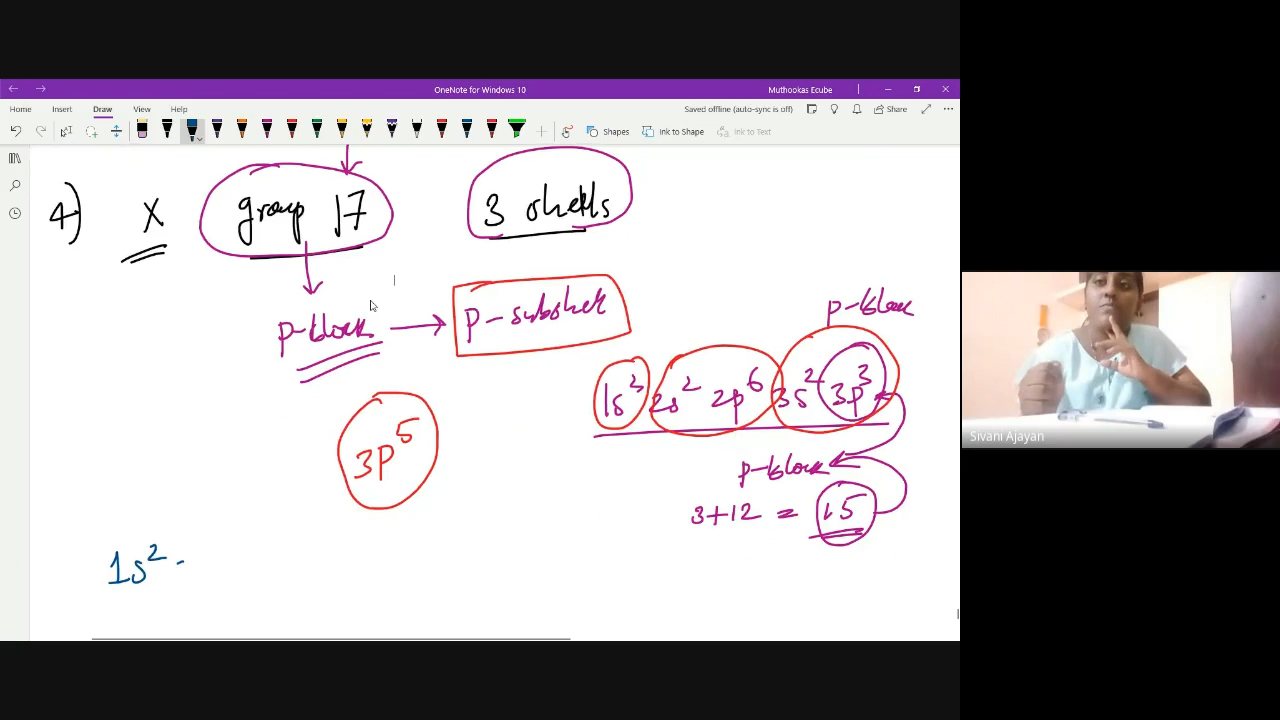 OneNote for Windows 10
Muthookas Ecube
Home Insert Draw View Help
Saved offline (auto-sync is off)
Share
Shapes
Ink to Shape
Ink to Text
4) X group 17 3 shells
p-block → p-subshell
p-block
1s² 2s² 2p⁶ 3s² 3p³
3p⁵
p-block
3+12 = 15
1s²
Sivani Ajayan